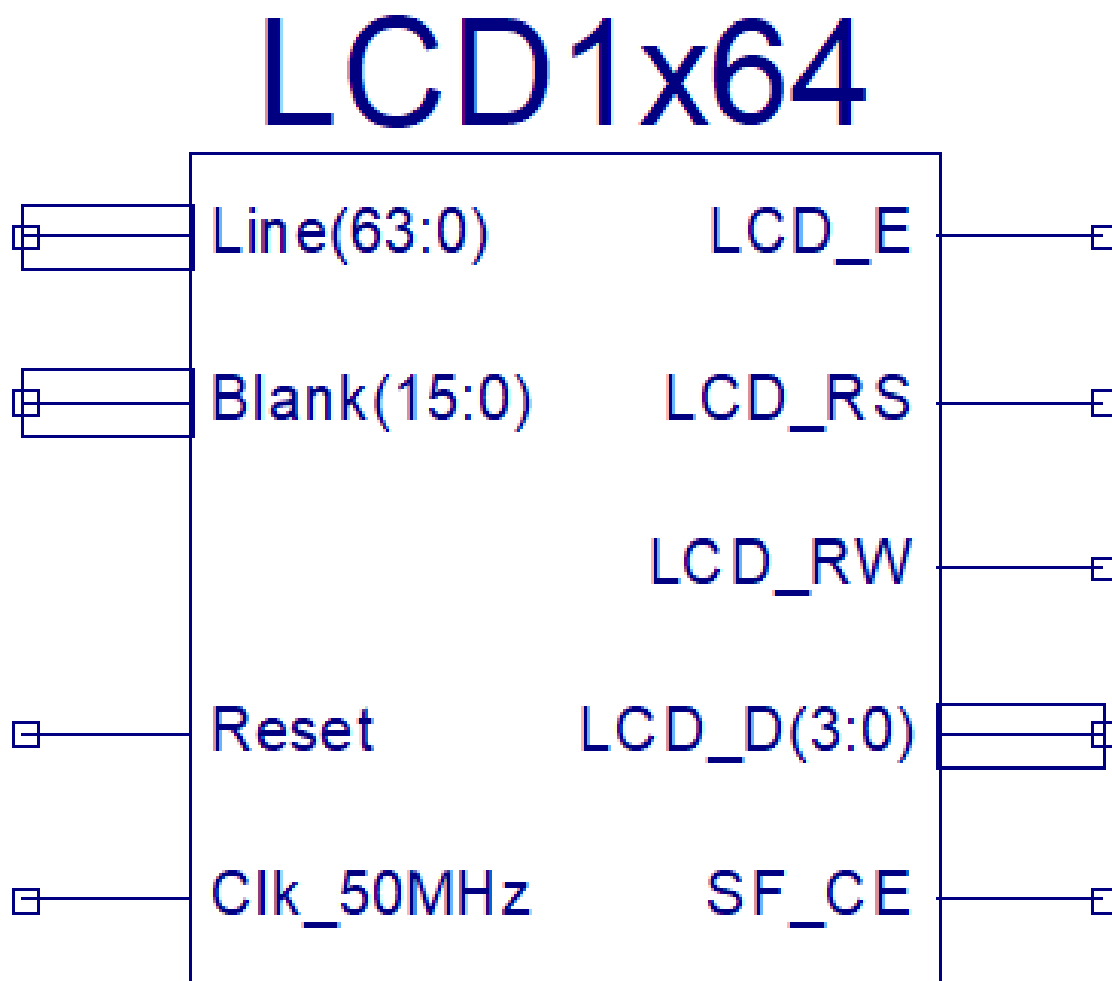 LCD1x64
Line(63:0) LCD_E
Blank(15:0) LCD_RS
LCD_RW
Reset LCD_D(3:0)
Clk_50MHz SF_CE